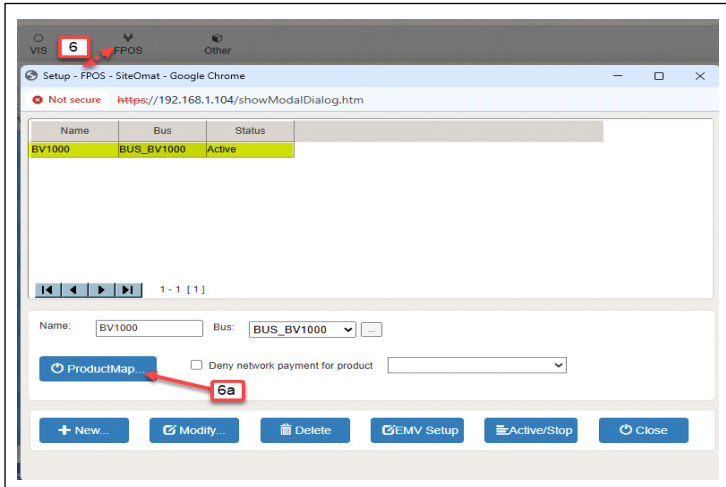 VIS 6 FPOS Other
Setup - FPOS - SiteOmat - Google Chrome
Not secure https://192.168.1.104/showModalDialog.htm
Name Bus Status
BV1000 BUS_BV1000 Active
1 - 1 [1]
Name: BV1000 Bus: BUS_BV1000 ...
ProductMap... Deny network payment for product
6a
New... Modify... Delete EMV Setup Active/Stop Close